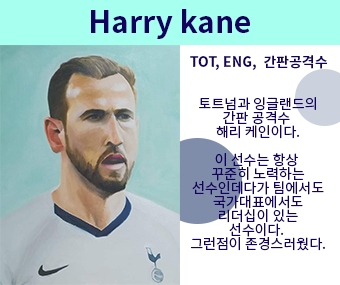 Harry kane
TOT, ENG, 간판공격수
토트넘과 잉글랜드의
간판 공격수
해리 케인이다.
이 선수는 항상
꾸준히 노력하는
선수인데다가 팀에서도
국가대표에서도
리더십이 있는
선수다.
그런점이 존경스러웠다.